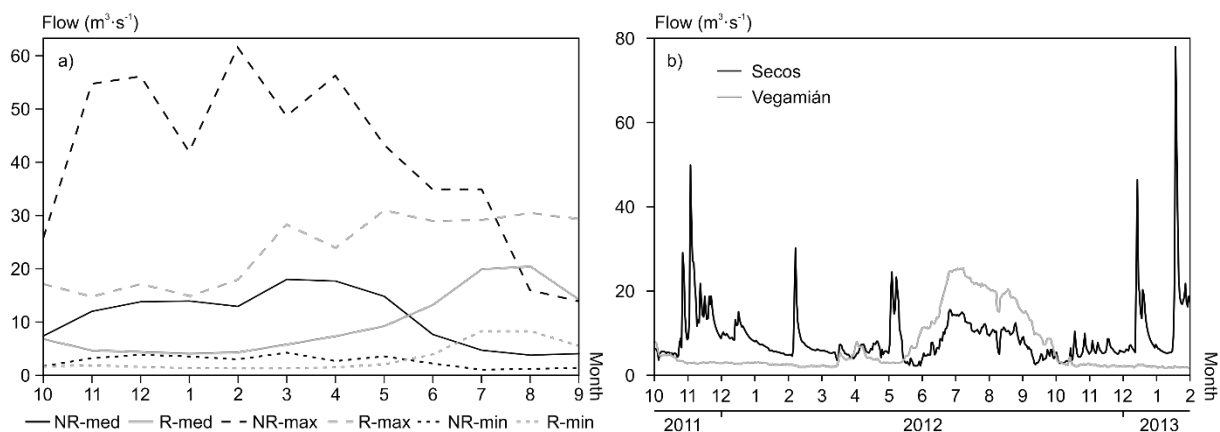 Flow (m³·s⁻¹)
a)
60
50
40
30
20
10
0
10 11 12 1 2 3 4 5 6 7 8 9
Month
NR-med R-med NR-max R-max NR-min R-min
Flow (m³·s⁻¹)
b)
Secos
Vegamián
80
60
40
20
0
10 11 12 1 2 3 4 5 6 7 8 9 10 11 12 1 2
Month
2011 2012 2013